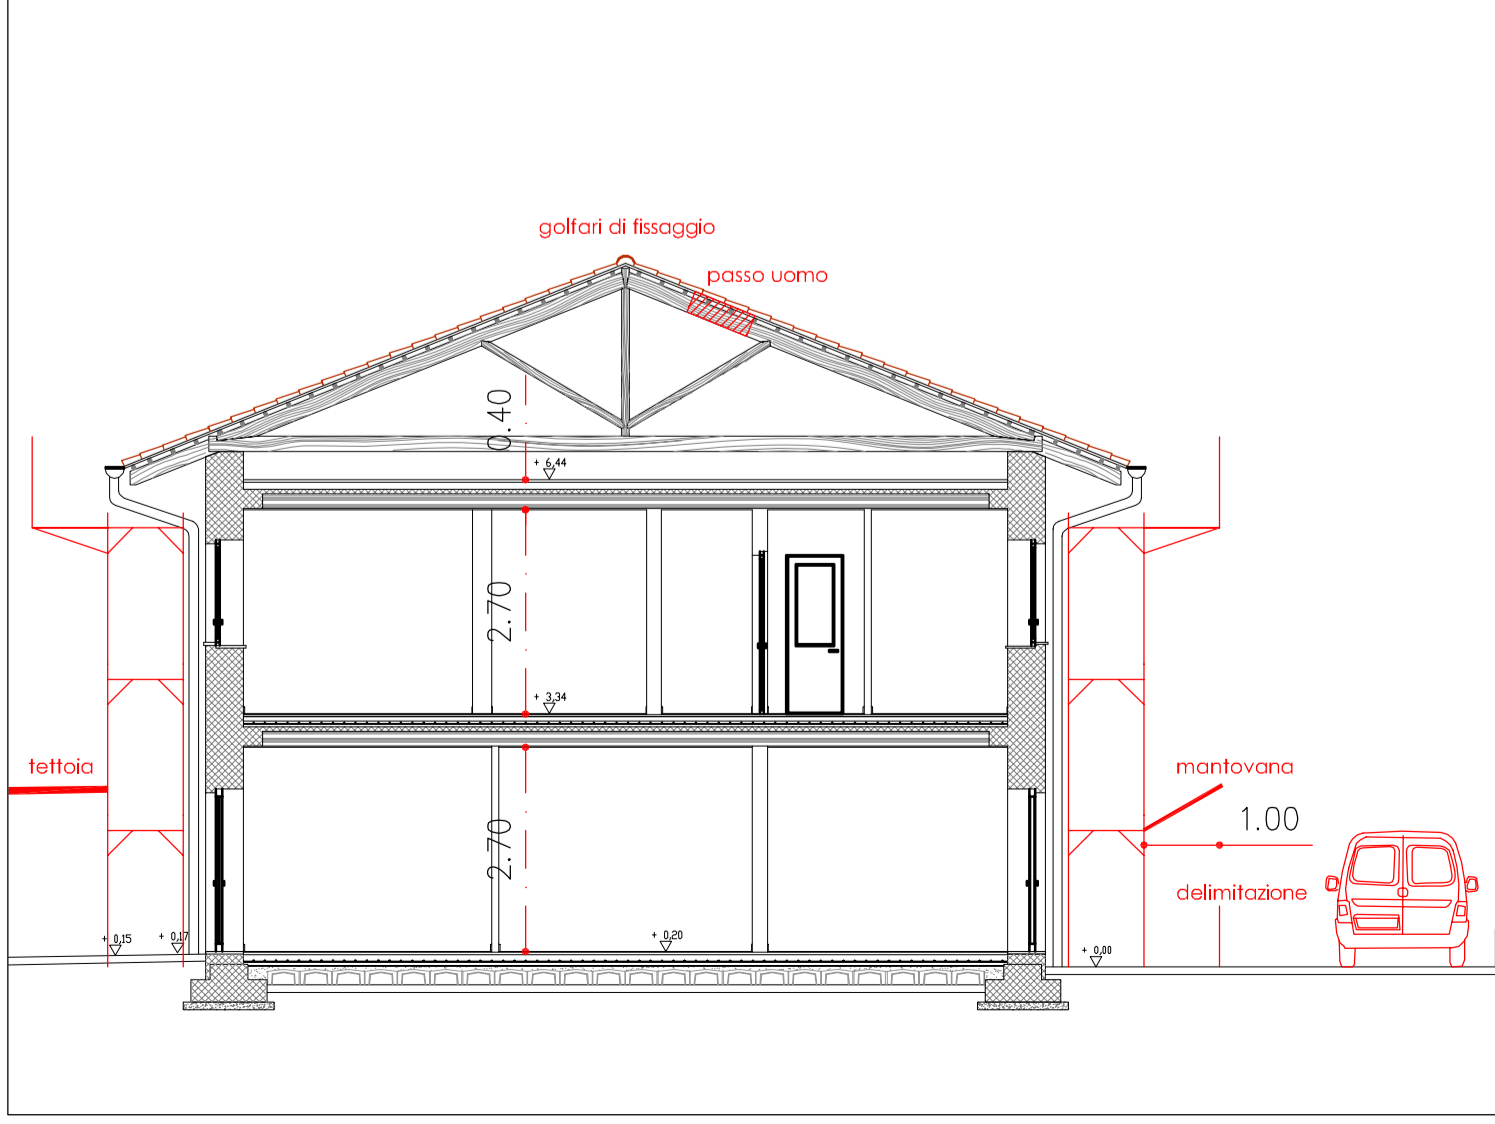 golfari di fissaggio
passo uomo
0.40
+ 6,44
2.70
+ 3,34
tettoia
mantovana
1.00
2.70
delimitazione
+ 0,15
+ 0,17
+ 0,20
+ 0,00